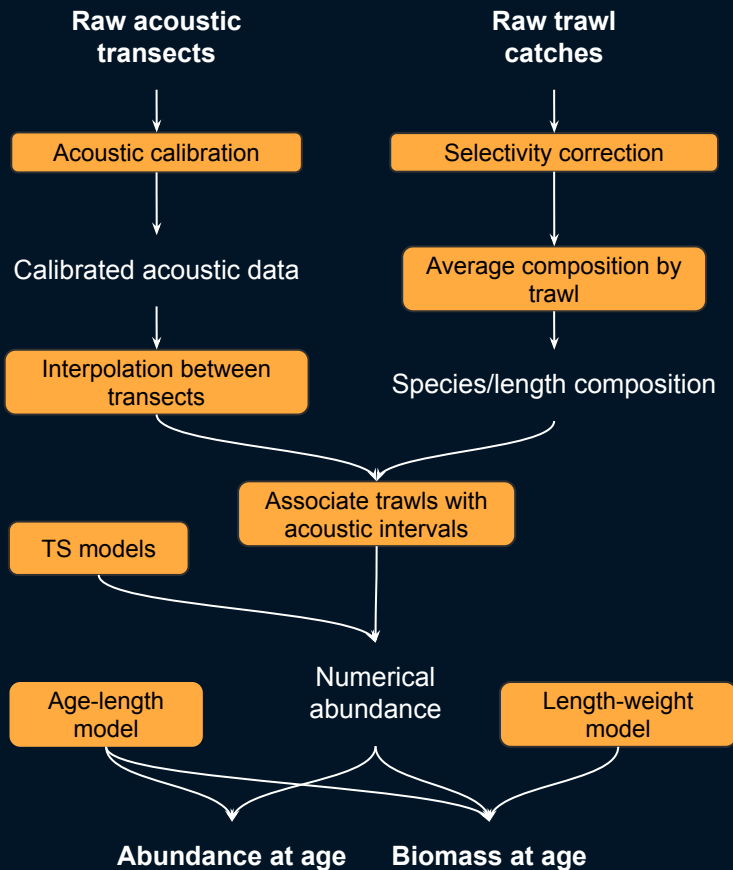 Raw acoustic
transects
Raw trawl
catches
Acoustic calibration
Selectivity correction
Calibrated acoustic data
Average composition by
trawl
Interpolation between
transects
Species/length composition
Associate trawls with
acoustic intervals
TS models
Numerical
abundance
Age-length
model
Length-weight
model
Abundance at age
Biomass at age